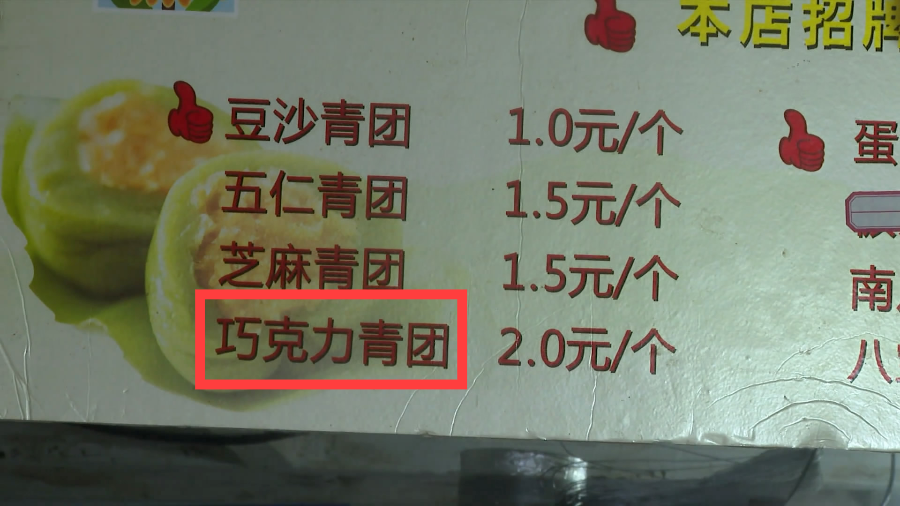 本店招牌
豆沙青团 1.0元/个
五仁青团 1.5元/个
芝麻青团 1.5元/个
巧克力青团 2.0元/个
蛋
南
八